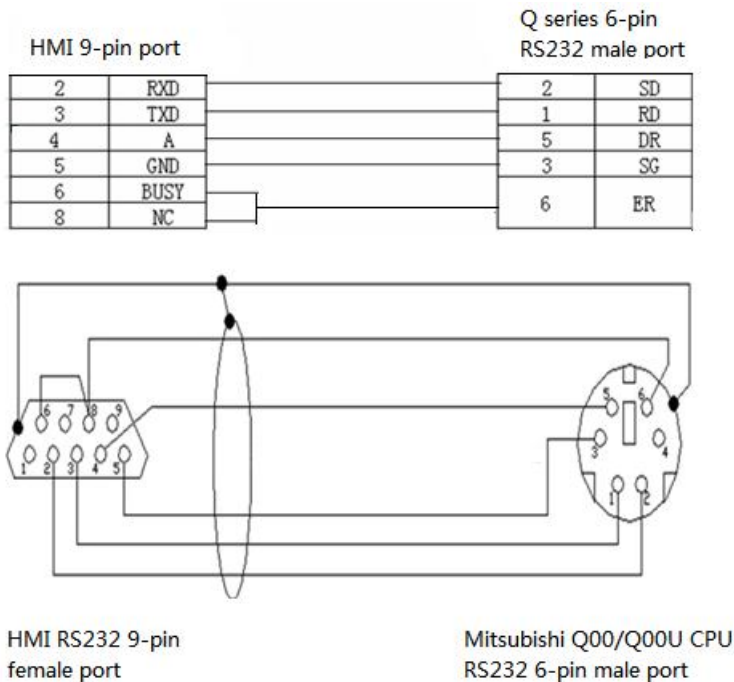 Q series 6-pin
HMI 9-pin port RS232 male port
2 RXD 2 SD
3 TXD 1 RD
4 A 5 DR
5 GND 3 SG
6 BUSY 6 ER
8 NC
6 7 8 9
5 6
3 4
1 2 3 4 5
1 2
HMI RS232 9-pin Mitsubishi Q00/Q00U CPU
female port RS232 6-pin male port